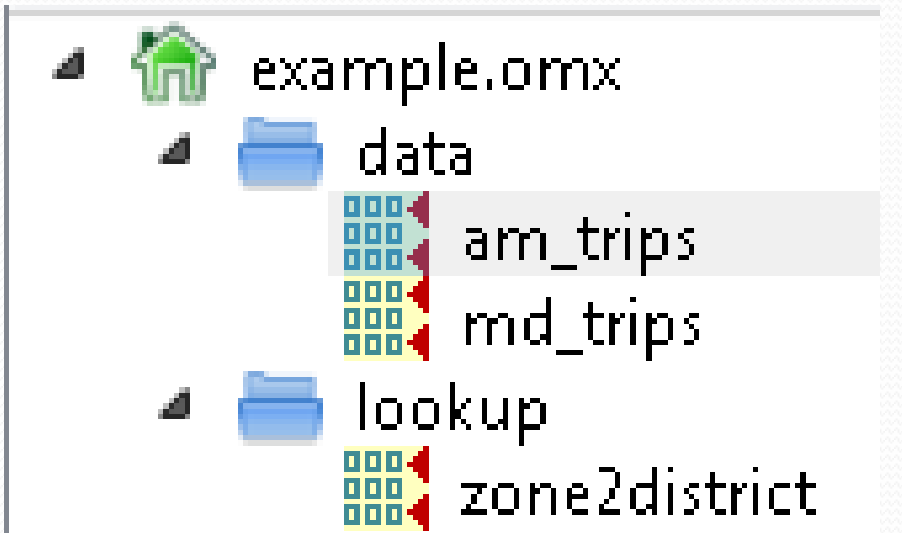 example.omx
data
am_trips
md_trips
lookup
zone2district